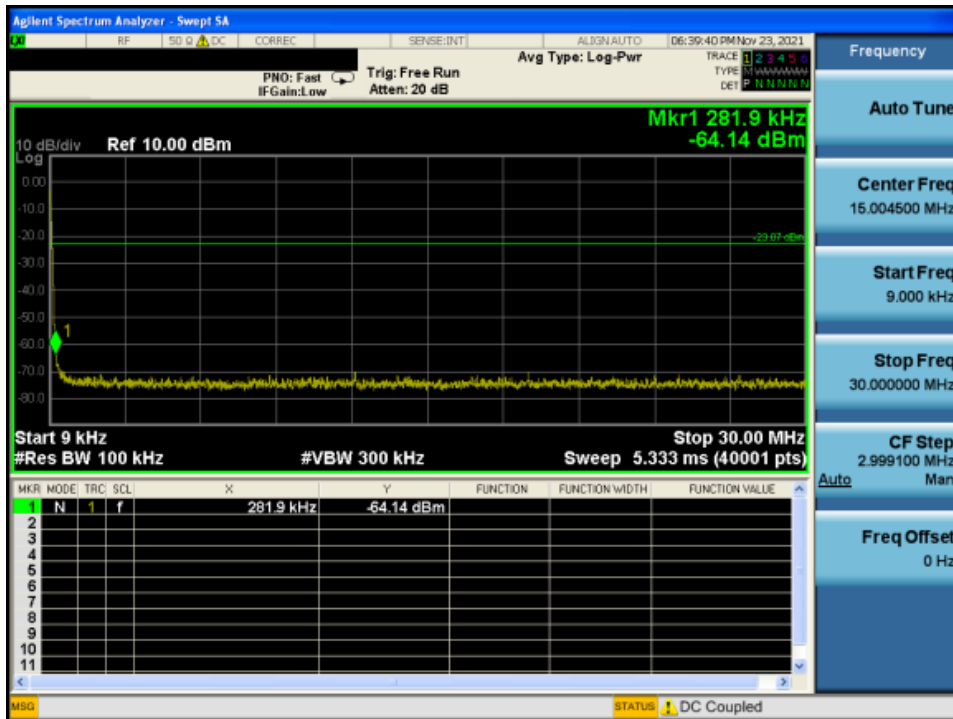 Agilent Spectrum Analyzer - Swept SA
LXI RF 50 Ω DC CORREC SENSE:INT ALIGN AUTO 06:39:40 PM Nov 23, 2021
PNO: Fast Trig: Free Run Avg Type: Log-Pwr TRACE 1 2 3 4 5 6
IFGain:Low Atten: 20 dB TYPE M WWWWW
DET P N N N N N
Mkr1 281.9 kHz
-64.14 dBm
10 dB/div Ref 10.00 dBm
Log
0.00
-10.0
-20.0
-23.07 dBm
-30.0
-40.0
-50.0
1
-60.0
-70.0
-80.0
Start 9 kHz Stop 30.00 MHz
#Res BW 100 kHz #VBW 300 kHz Sweep 5.333 ms (40001 pts)
MKR MODE TRC SCL X Y FUNCTION FUNCTION WIDTH FUNCTION VALUE
1 N 1 f 281.9 kHz -64.14 dBm
2
3
4
5
6
7
8
9
10
11
MSG STATUS DC Coupled
Frequency
Auto Tune
Center Freq
15.004500 MHz
Start Freq
9.000 kHz
Stop Freq
30.000000 MHz
CF Step
2.999100 MHz
Auto Man
Freq Offset
0 Hz